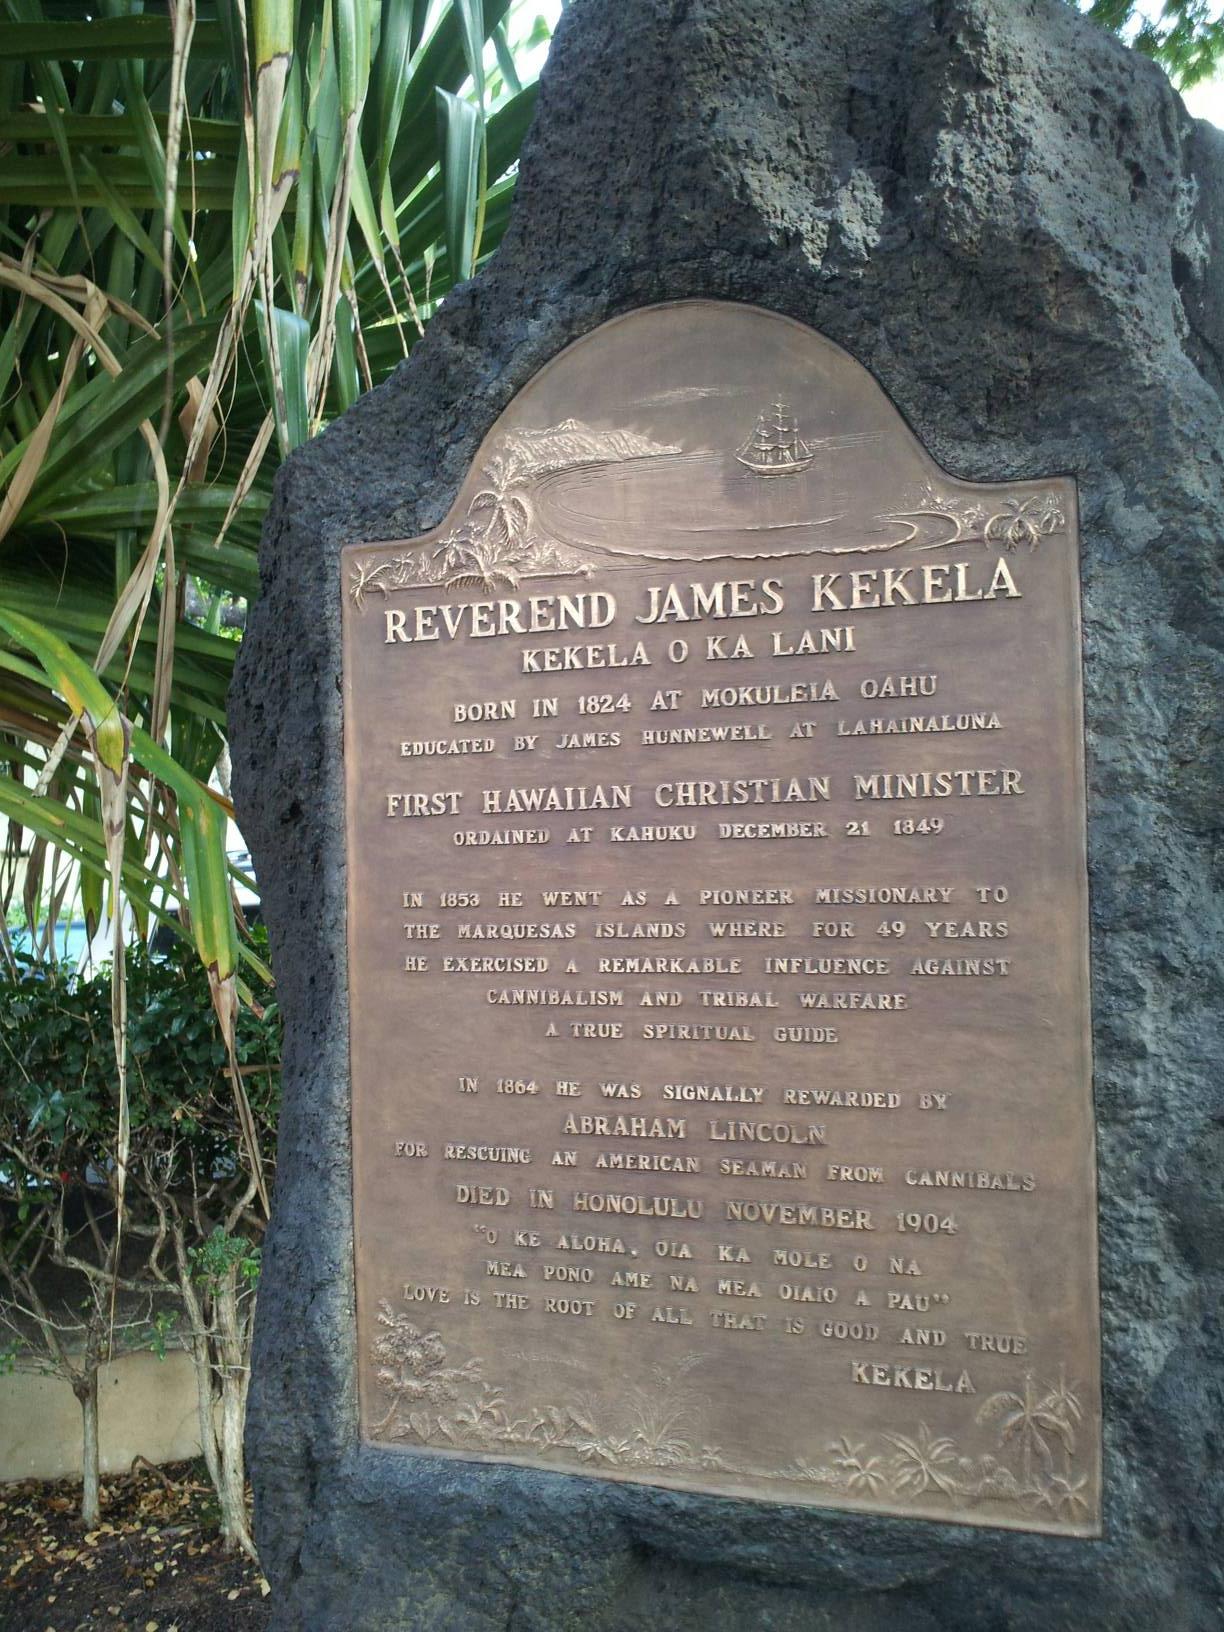 REVEREND JAMES KEKELA
KEKELA O KA LANI
BORN IN 1824 AT MOKULEIA OAHU
EDUCATED BY JAMES HUNNEWELL AT LAHAINALUNA
FIRST HAWAIIAN CHRISTIAN MINISTER
ORDAINED AT KAHUKU DECEMBER 21 1849
IN 1853 HE WENT AS A PIONEER MISSIONARY TO
THE MARQUESAS ISLANDS WHERE FOR 49 YEARS
HE EXERCISED A REMARKABLE INFLUENCE AGAINST
CANNIBALISM AND TRIBAL WARFARE
A TRUE SPIRITUAL GUIDE
IN 1864 HE WAS SIGNALLY REWARDED BY
ABRAHAM LINCOLN
FOR RESCUING AN AMERICAN SEAMAN FROM CANNIBALS
DIED IN HONOLULU NOVEMBER 1904
"O KE ALOHA. OIA KA MOLE O NA
MEA PONO AME NA MEA OIAIO A PAU"
LOVE IS THE ROOT OF ALL THAT IS GOOD AND TRUE
KEKELA